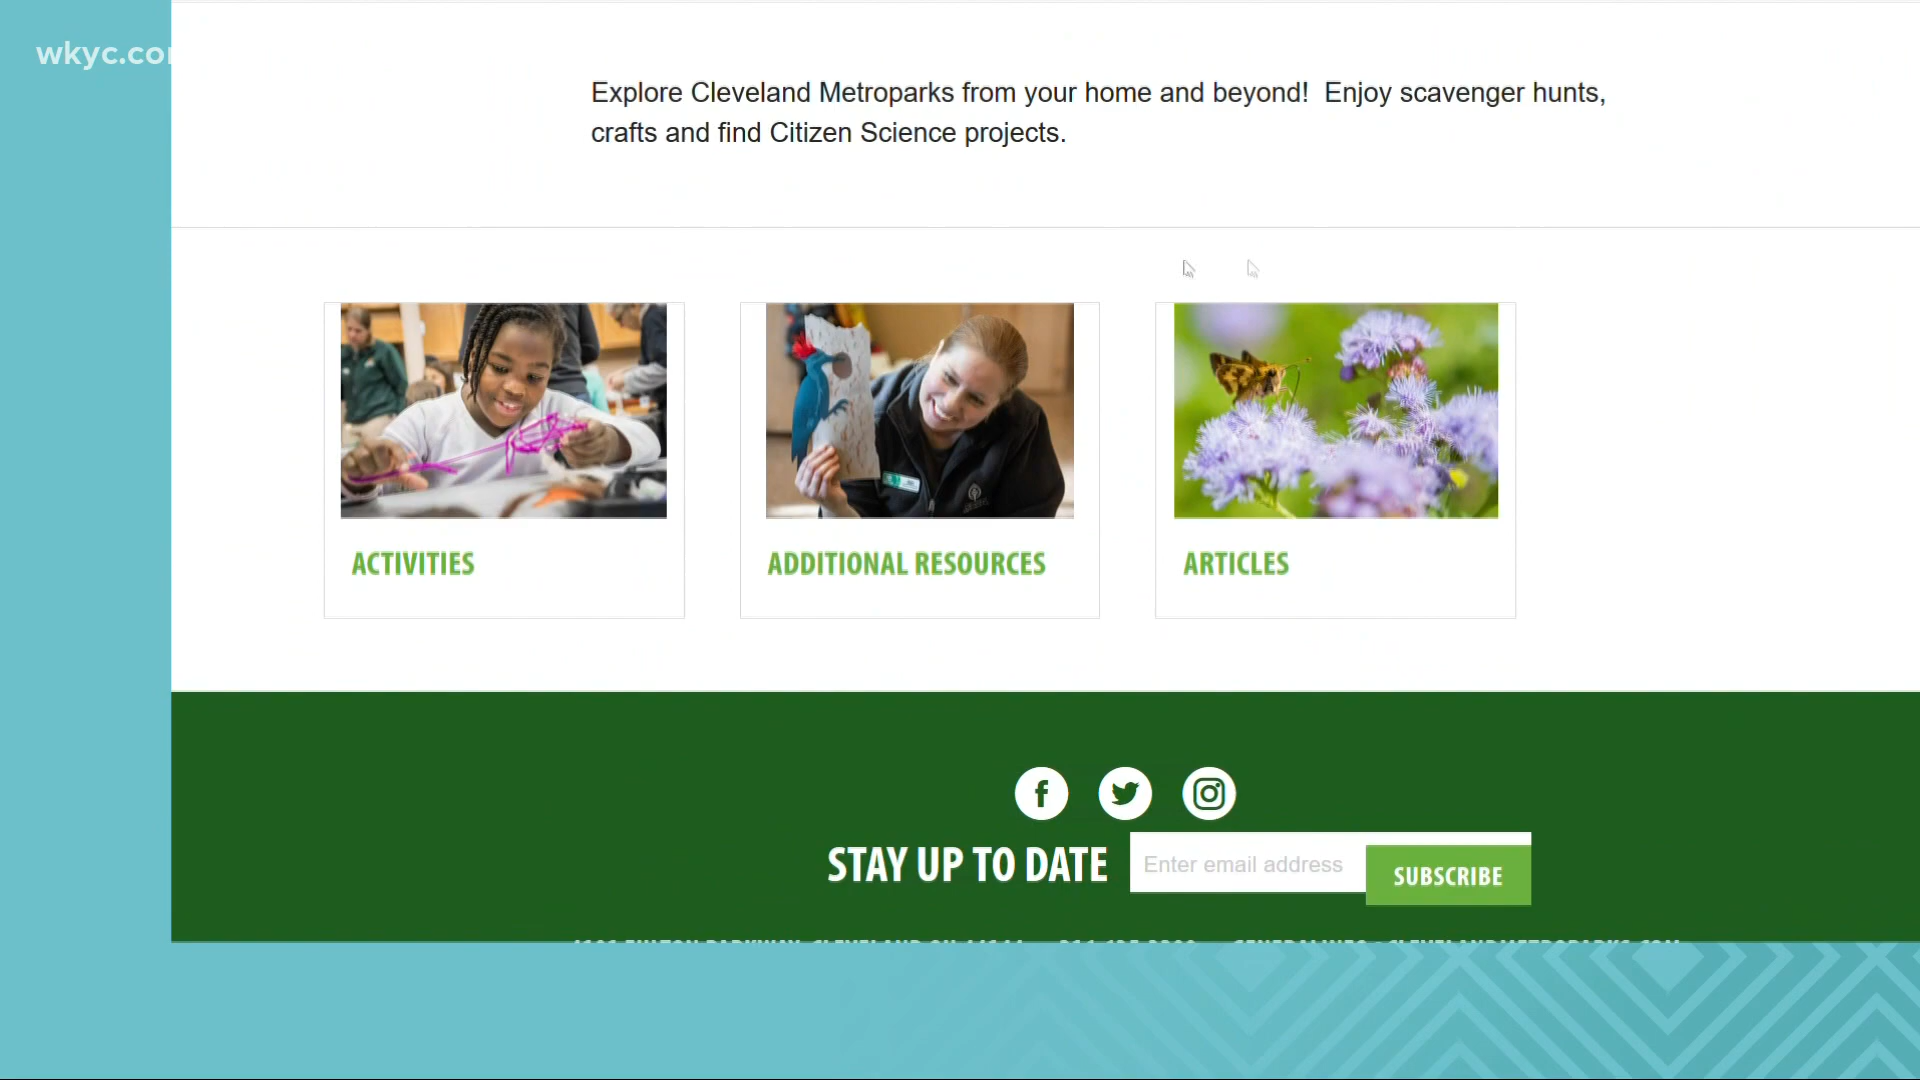 wkyc.co
Explore Cleveland Metroparks from your home and beyond! Enjoy scavenger hunts,
crafts and find Citizen Science projects.
ACTIVITIES
ADDITIONAL RESOURCES
ARTICLES
f
STAY UP TO DATE
Enter email address
SUBSCRIBE